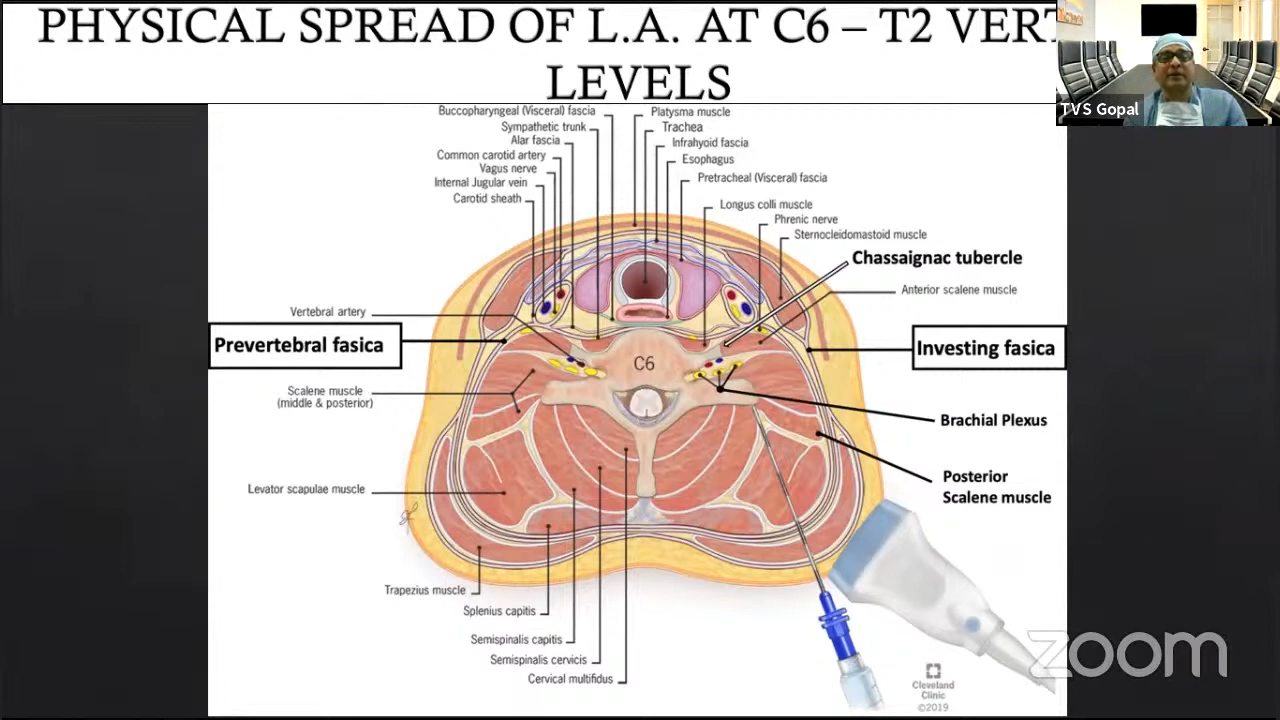 PHYSICAL SPREAD OF L.A. AT C6 – T2 VERT
LEVELS
TVS Gopal
Buccopharyngeal (Visceral) fascia
Sympathetic trunk
Alar fascia
Common carotid artery
Vagus nerve
Internal Jugular vein
Carotid sheath
Platysma muscle
Trachea
Infrahyoid fascia
Esophagus
Pretracheal (Visceral) fascia
Longus colli muscle
Phrenic nerve
Sternocleidomastoid muscle
Chassaignac tubercle
Anterior scalene muscle
Vertebral artery
Prevertebral fasica
Investing fasica
C6
Scalene muscle
(middle & posterior)
Brachial Plexus
Posterior
Scalene muscle
Levator scapulae muscle
Trapezius muscle
Splenius capitis
Semispinalis capitis
Semispinalis cervicis
Cervical multifidus
Cleveland
Clinic
©2019
zoom